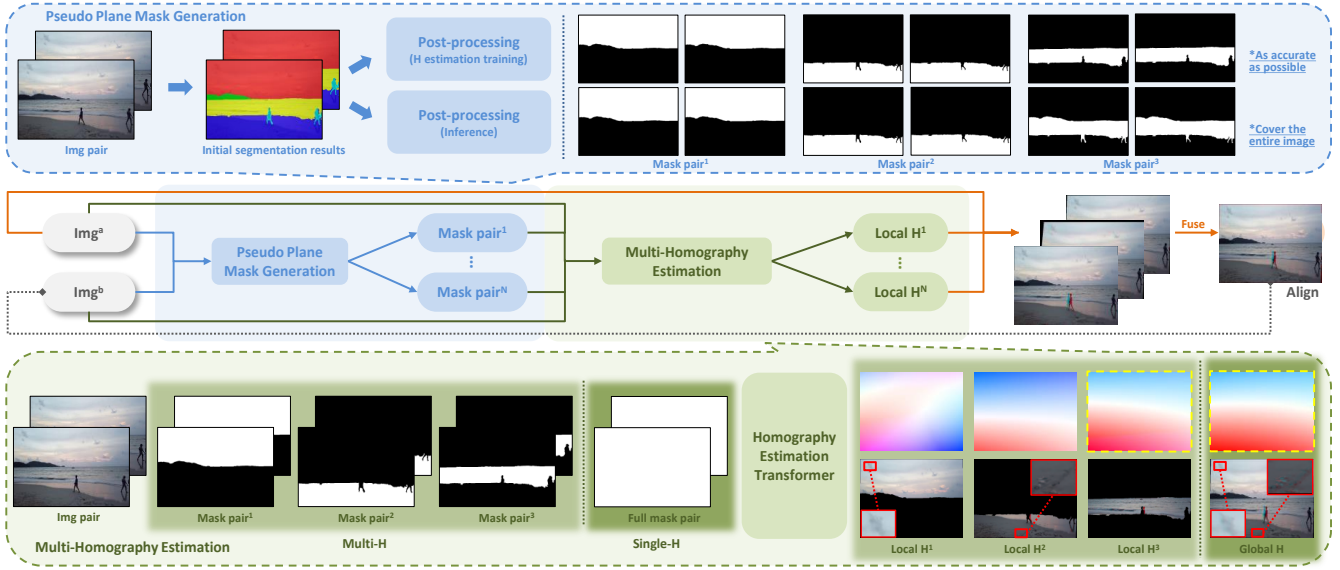 Pseudo Plane Mask Generation
Img pair
Initial segmentation results
Post-processing
(H estimation training)
Post-processing
(Inference)
Mask pair¹
Mask pair²
Mask pair³
*As accurate
as possible
*Cover the
entire image
Imgᵃ
Imgᵇ
Pseudo Plane
Mask Generation
Mask pair¹
Mask pairᴺ
Multi-Homography
Estimation
Local H¹
Local Hᴺ
Fuse
Align
Img pair
Mask pair¹
Mask pair²
Mask pair³
Full mask pair
Multi-Homography Estimation
Multi-H
Single-H
Homography
Estimation
Transformer
Local H¹
Local H²
Local H³
Global H